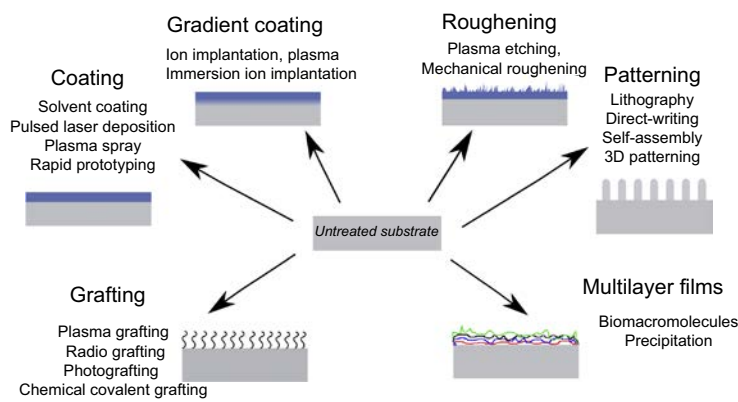 Gradient coating
Ion implantation, plasma
Immersion ion implantation
Roughening
Plasma etching,
Mechanical roughening
Coating
Solvent coating
Pulsed laser deposition
Plasma spray
Rapid prototyping
Patterning
Lithography
Direct-writing
Self-assembly
3D patterning
Untreated substrate
Grafting
Plasma grafting
Radio grafting
Photografting
Chemical covalent grafting
Multilayer films
Biomacromolecules
Precipitation